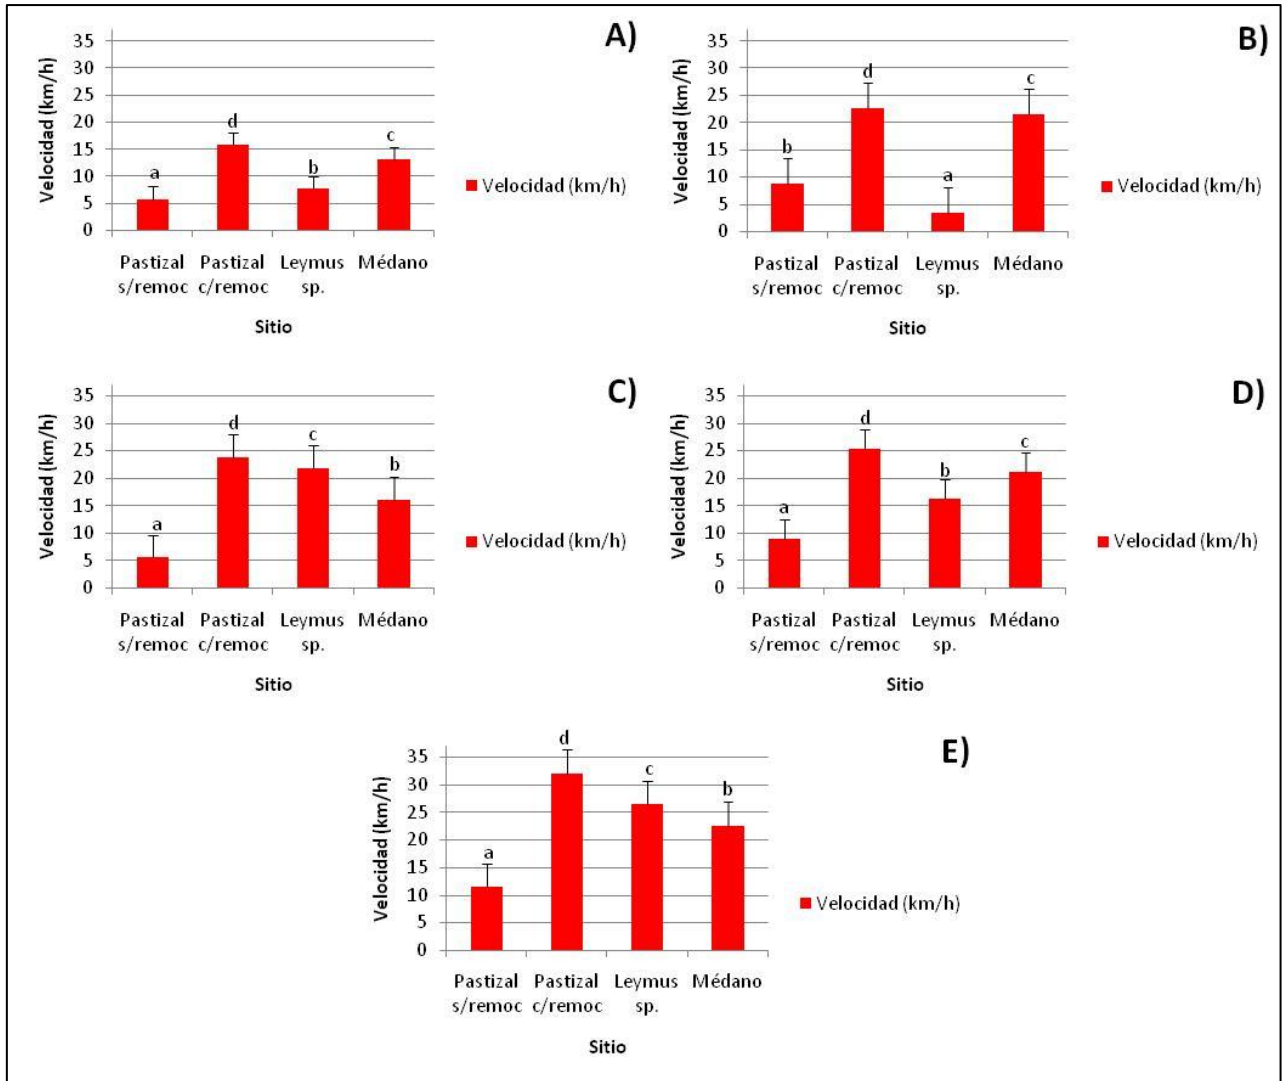 A)
Velocidad (km/h)
35
30
25
20
15
10
5
0
d
c
b
a
Pastizal s/remoc
Pastizal c/remoc
Leymus sp.
Médano
Sitio
Velocidad (km/h)
B)
Velocidad (km/h)
35
30
25
20
15
10
5
0
d
c
b
a
Pastizal s/remoc
Pastizal c/remoc
Leymus sp.
Médano
Sitio
Velocidad (km/h)
C)
Velocidad (km/h)
35
30
25
20
15
10
5
0
d
c
b
a
Pastizal s/remoc
Pastizal c/remoc
Leymus sp.
Médano
Sitio
Velocidad (km/h)
D)
Velocidad (km/h)
35
30
25
20
15
10
5
0
d
c
b
a
Pastizal s/remoc
Pastizal c/remoc
Leymus sp.
Médano
Sitio
Velocidad (km/h)
E)
Velocidad (km/h)
35
30
25
20
15
10
5
0
d
c
b
a
Pastizal s/remoc
Pastizal c/remoc
Leymus sp.
Médano
Sitio
Velocidad (km/h)